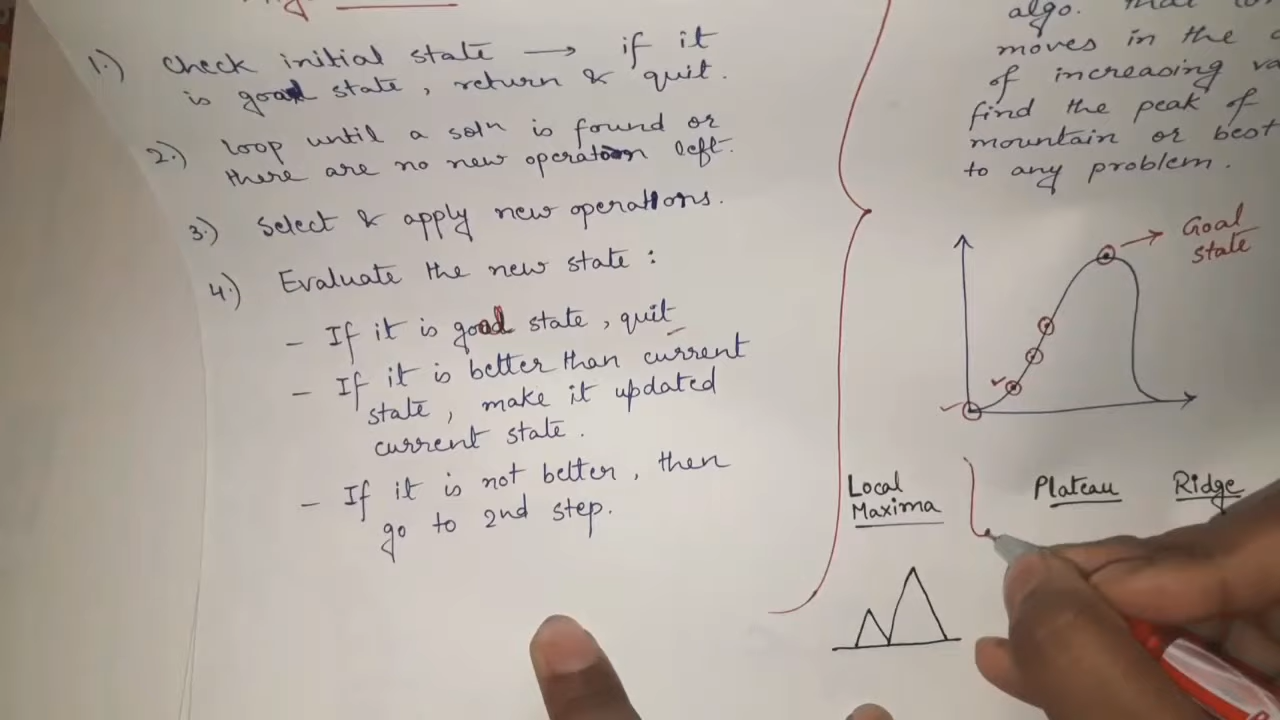 1.) Check initial state → if it
is goal state, return & quit.
2.) loop until a solⁿ is found or
there are no new operation left.
3.) Select & apply new operations.
4.) Evaluate the new state :
- If it is goal state, quit
- If it is better than current
state, make it updated
current state.
- If it is not better, then
go to 2nd step.
algo. that
moves in the
of increasing
find the peak of
mountain or best
to any problem.
Goal
state
Local
Maxima
Plateau
Ridge